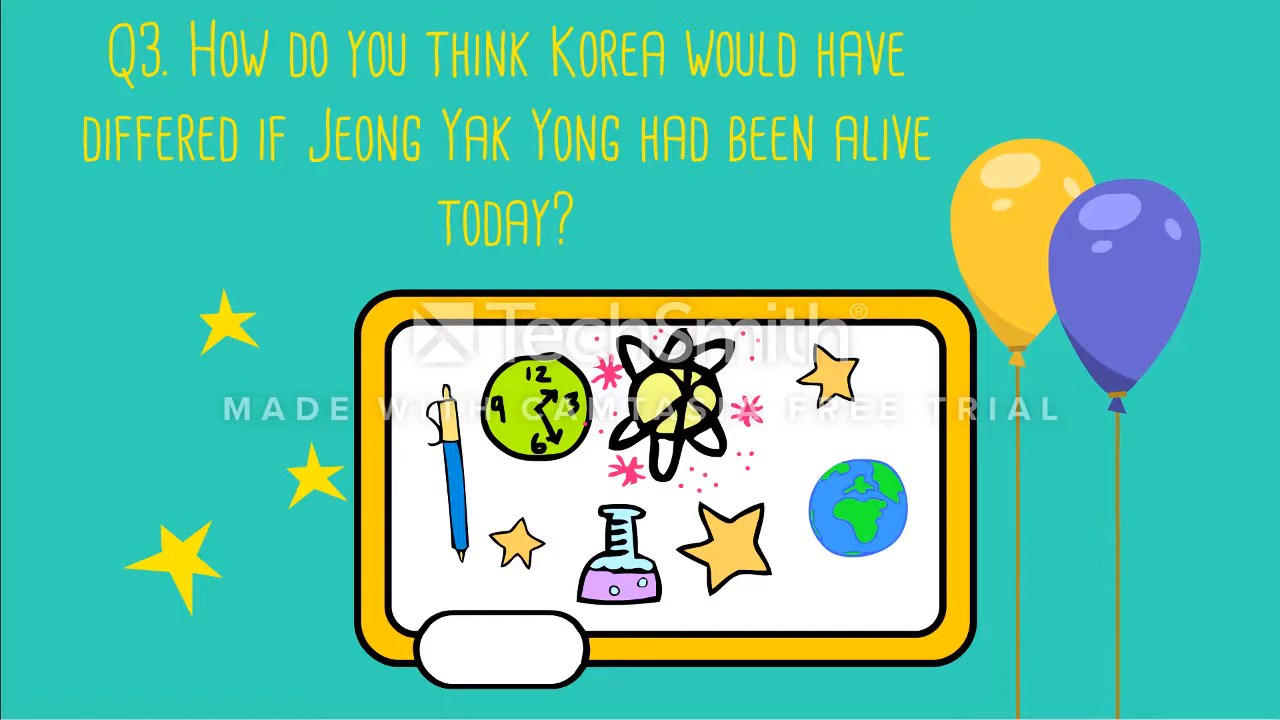 Q3. How do you think Korea would have
differed if Jeong Yak Yong had been alive
today?
TechSmith®
MADE WITH CAMTASIA FREE TRIAL
12
9 3
6